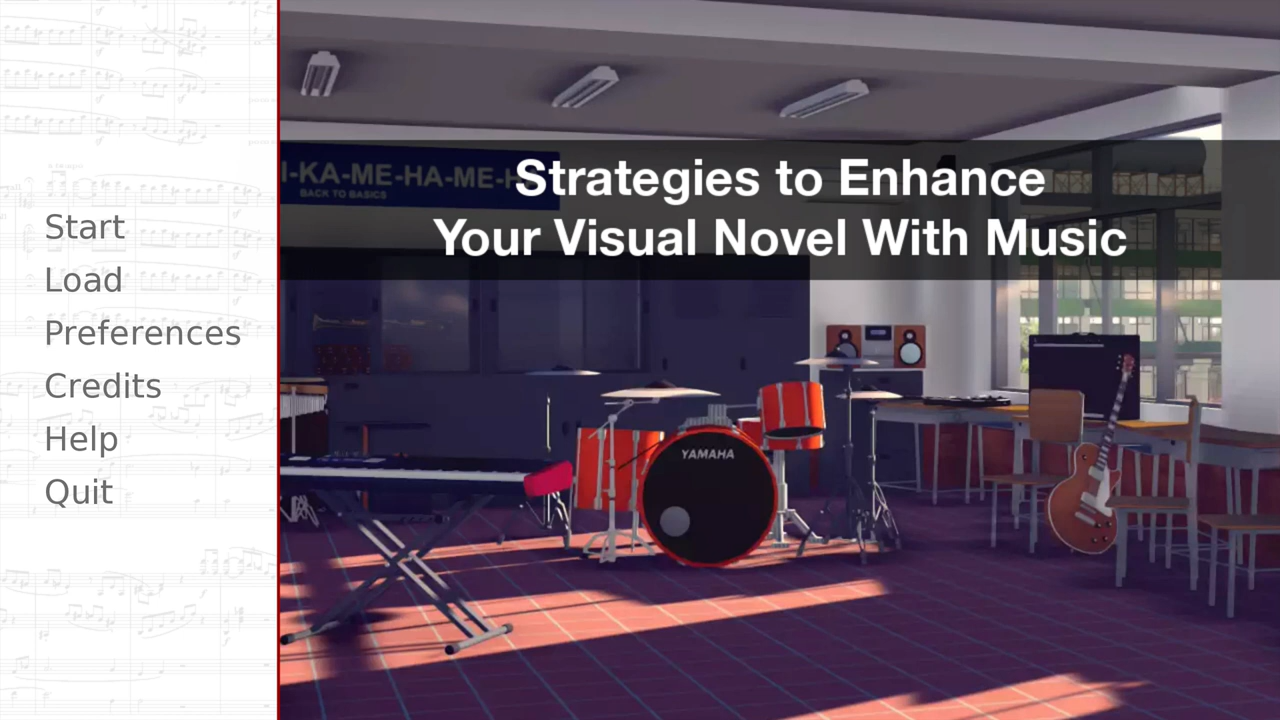 Start
Load
Preferences
Credits
Help
Quit
I-KA-ME-HA-ME-H
BACK TO BASICS
Strategies to Enhance
Your Visual Novel With Music
YAMAHA